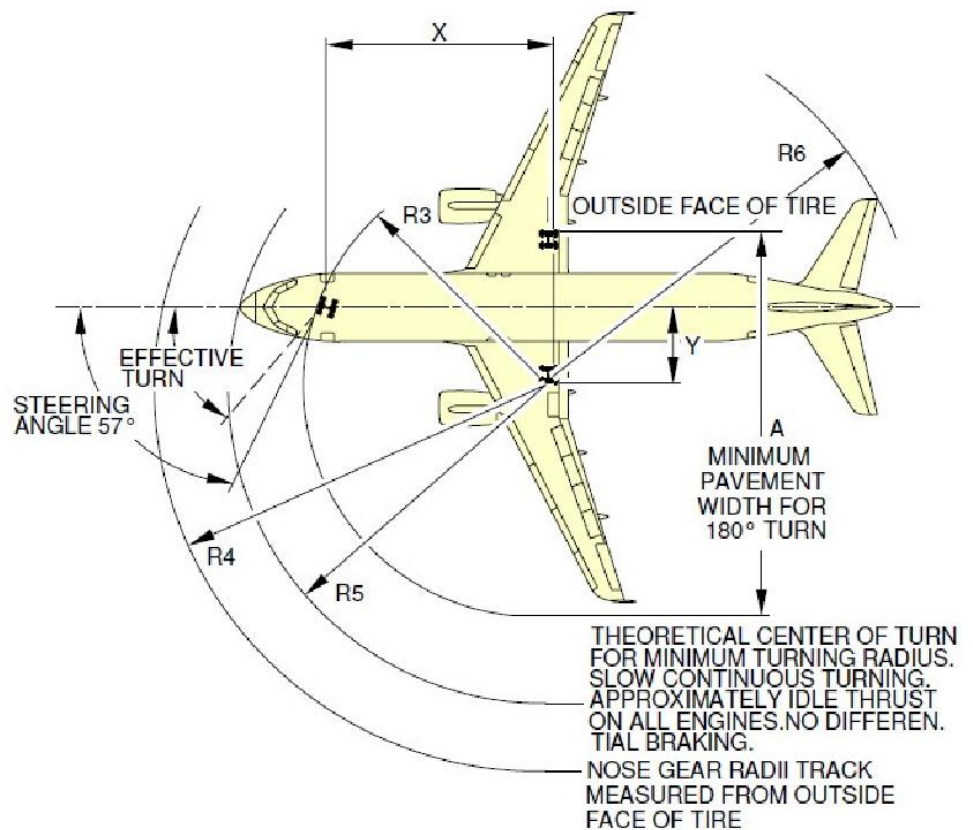 X
R6
OUTSIDE FACE OF TIRE
R3
Y
EFFECTIVE
TURN
STEERING
ANGLE 57°
A
MINIMUM
PAVEMENT
WIDTH FOR
180° TURN
R4
R5
THEORETICAL CENTER OF TURN
FOR MINIMUM TURNING RADIUS.
SLOW CONTINUOUS TURNING.
APPROXIMATELY IDLE THRUST
ON ALL ENGINES.NO DIFFEREN.
TIAL BRAKING.
NOSE GEAR RADII TRACK
MEASURED FROM OUTSIDE
FACE OF TIRE